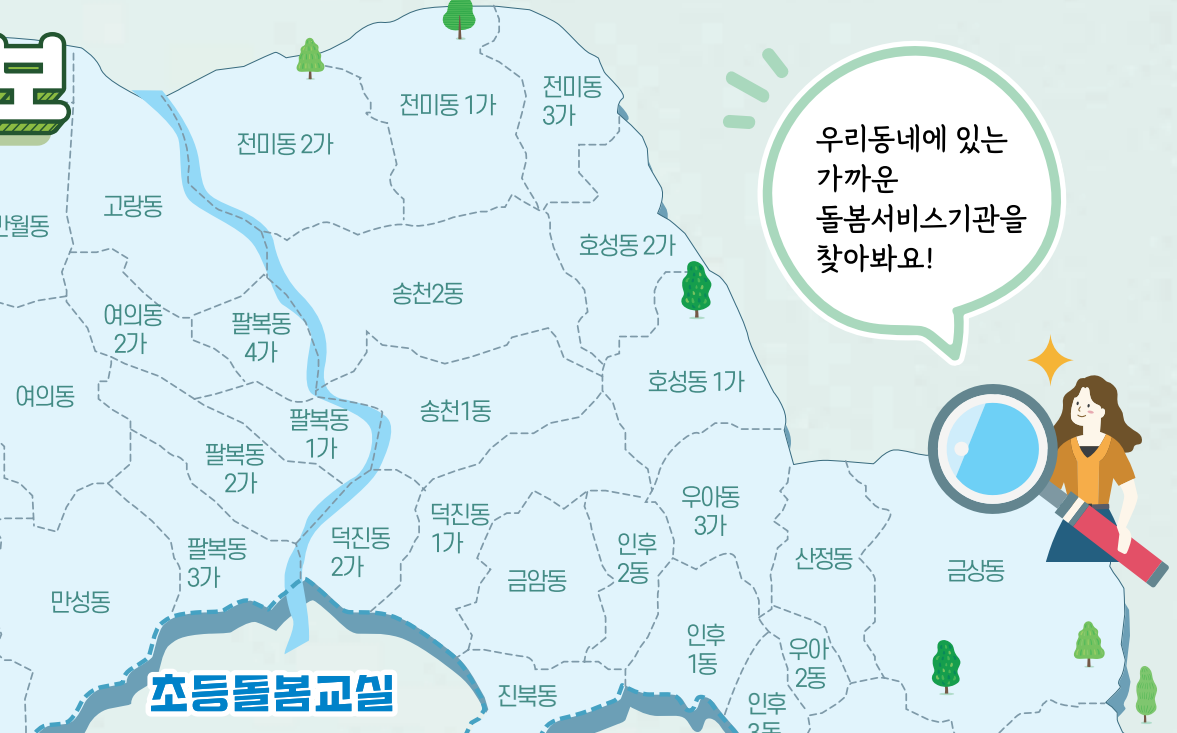 전미동 1가
전미동
3가
전미동 2가
우리동네에 있는
가까운
돌봄서비스기관을
찾아봐요!
고랑동
만월동
호성동 2가
송천2동
여의동
2가
팔복동
4가
호성동 1가
여의동
송천1동
팔복동
1가
팔복동
2가
우아동
3가
덕진동
1가
덕진동
2가
인후
2동
팔복동
3가
산정동
금상동
금암동
만성동
인후
1동
우아
2동
초등돌봄교실
진북동
인후
3동